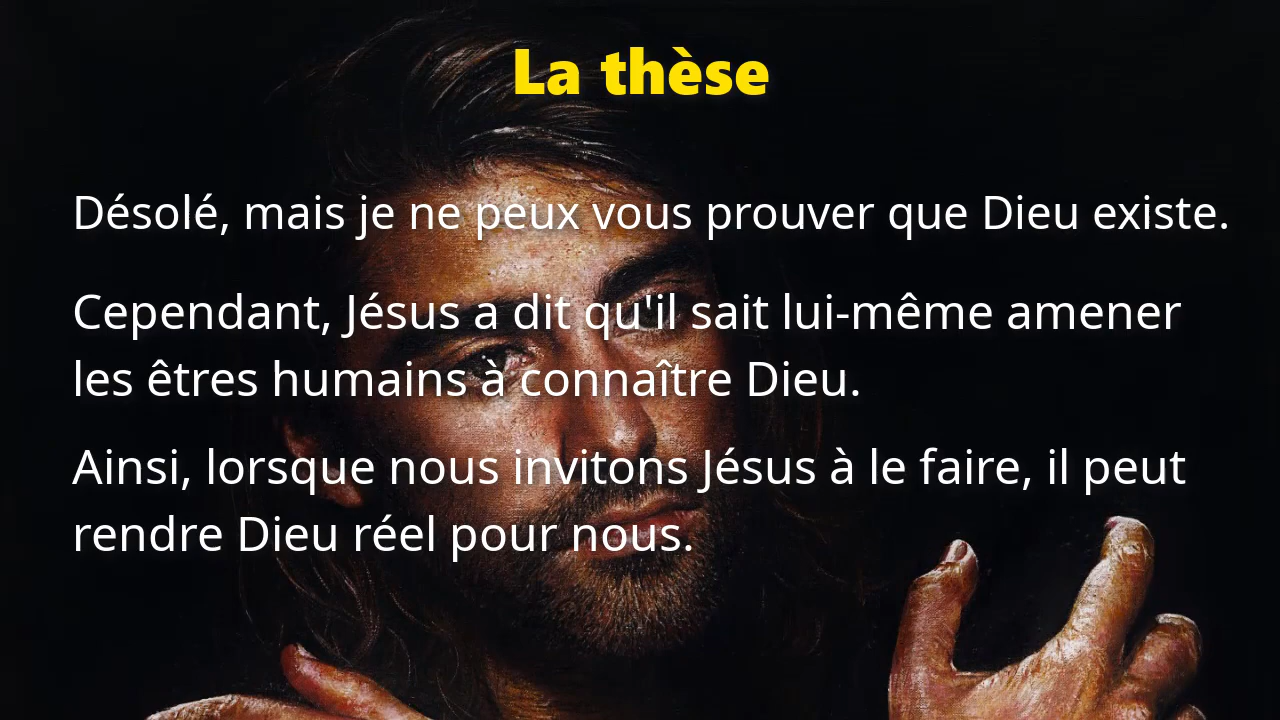 La thèse
Désolé, mais je ne peux vous prouver que Dieu existe.
Cependant, Jésus a dit qu'il sait lui-même amener
les êtres humains à connaître Dieu.
Ainsi, lorsque nous invitons Jésus à le faire, il peut
rendre Dieu réel pour nous.